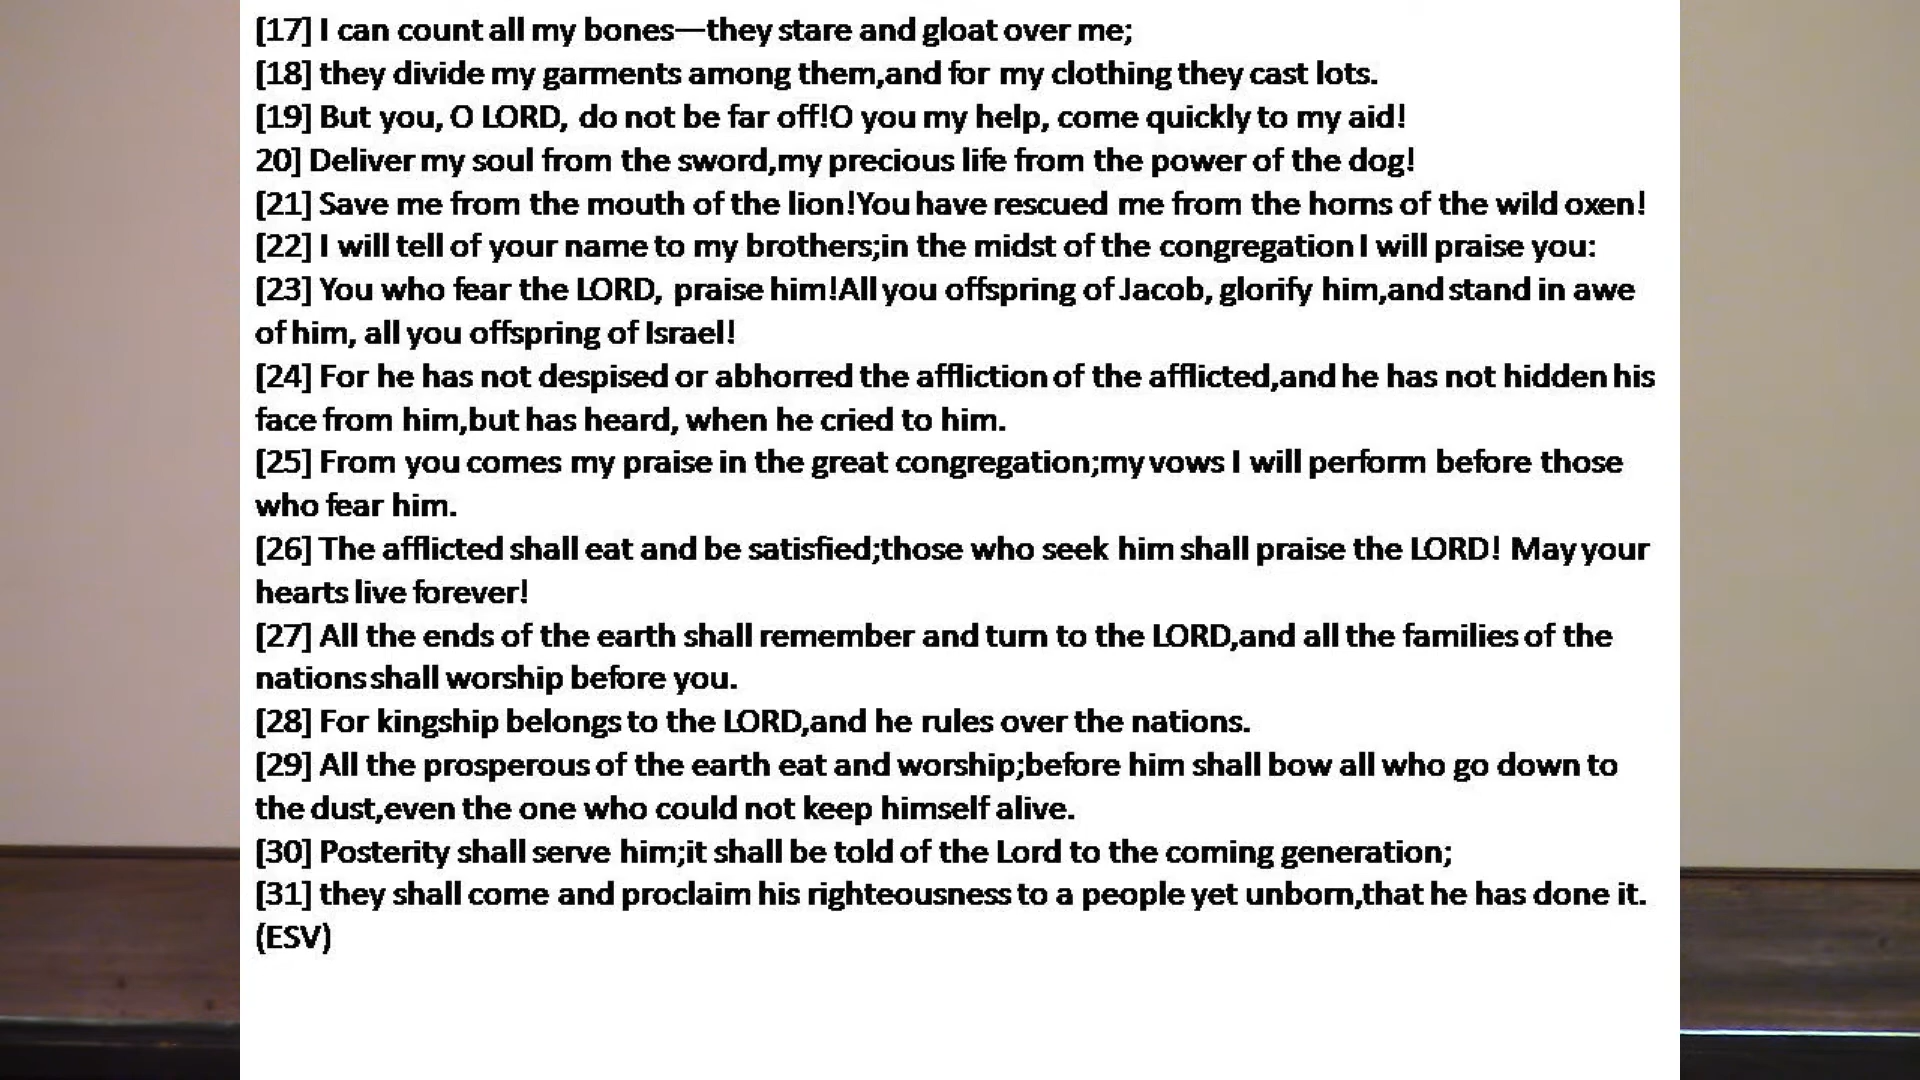 [17] I can count all my bones—they stare and gloat over me;
[18] they divide my garments among them,and for my clothing they cast lots.
[19] But you, O LORD, do not be far off!O you my help, come quickly to my aid!
20] Deliver my soul from the sword,my precious life from the power of the dog!
[21] Save me from the mouth of the lion!You have rescued me from the horns of the wild oxen!
[22] I will tell of your name to my brothers;in the midst of the congregation I will praise you:
[23] You who fear the LORD, praise him!All you offspring of Jacob, glorify him,and stand in awe
of him, all you offspring of Israel!
[24] For he has not despised or abhorred the affliction of the afflicted,and he has not hidden his
face from him,but has heard, when he cried to him.
[25] From you comes my praise in the great congregation;my vows I will perform before those
who fear him.
[26] The afflicted shall eat and be satisfied;those who seek him shall praise the LORD! May your
hearts live forever!
[27] All the ends of the earth shall remember and turn to the LORD,and all the families of the
nations shall worship before you.
[28] For kingship belongs to the LORD,and he rules over the nations.
[29] All the prosperous of the earth eat and worship;before him shall bow all who go down to
the dust,even the one who could not keep himself alive.
[30] Posterity shall serve him;it shall be told of the Lord to the coming generation;
[31] they shall come and proclaim his righteousness to a people yet unborn,that he has done it.
(ESV)